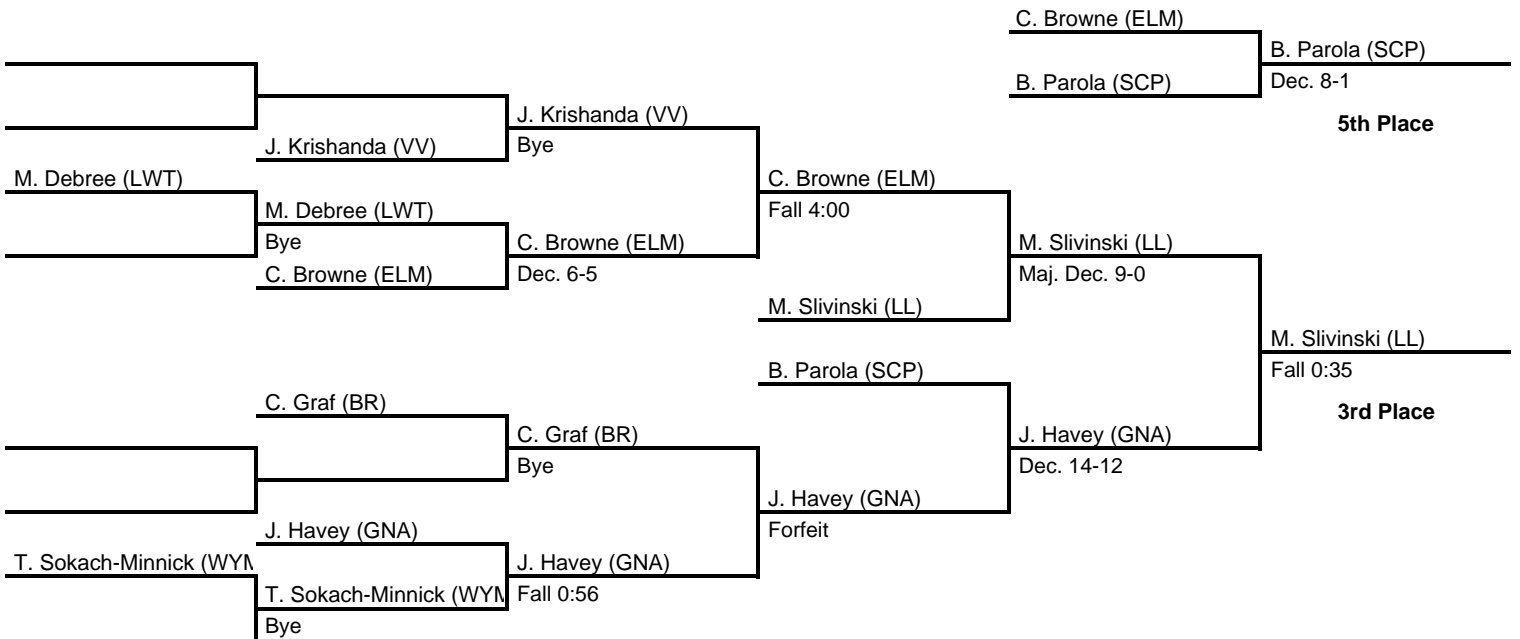 C. Browne (ELM)
B. Parola (SCP)
B. Parola (SCP)
Dec. 8-1
5th Place
J. Krishanda (VV)
J. Krishanda (VV)
Bye
M. Debree (LWT)
M. Debree (LWT)
Bye
C. Browne (ELM)
C. Browne (ELM)
Dec. 6-5
C. Browne (ELM)
Fall 4:00
M. Slivinski (LL)
M. Slivinski (LL)
Maj. Dec. 9-0
M. Slivinski (LL)
Fall 0:35
3rd Place
B. Parola (SCP)
C. Graf (BR)
C. Graf (BR)
Bye
J. Havey (GNA)
Dec. 14-12
J. Havey (GNA)
Forfeit
J. Havey (GNA)
J. Havey (GNA)
Fall 0:56
T. Sokach-Minnick (WYM
T. Sokach-Minnick (WYM
Bye